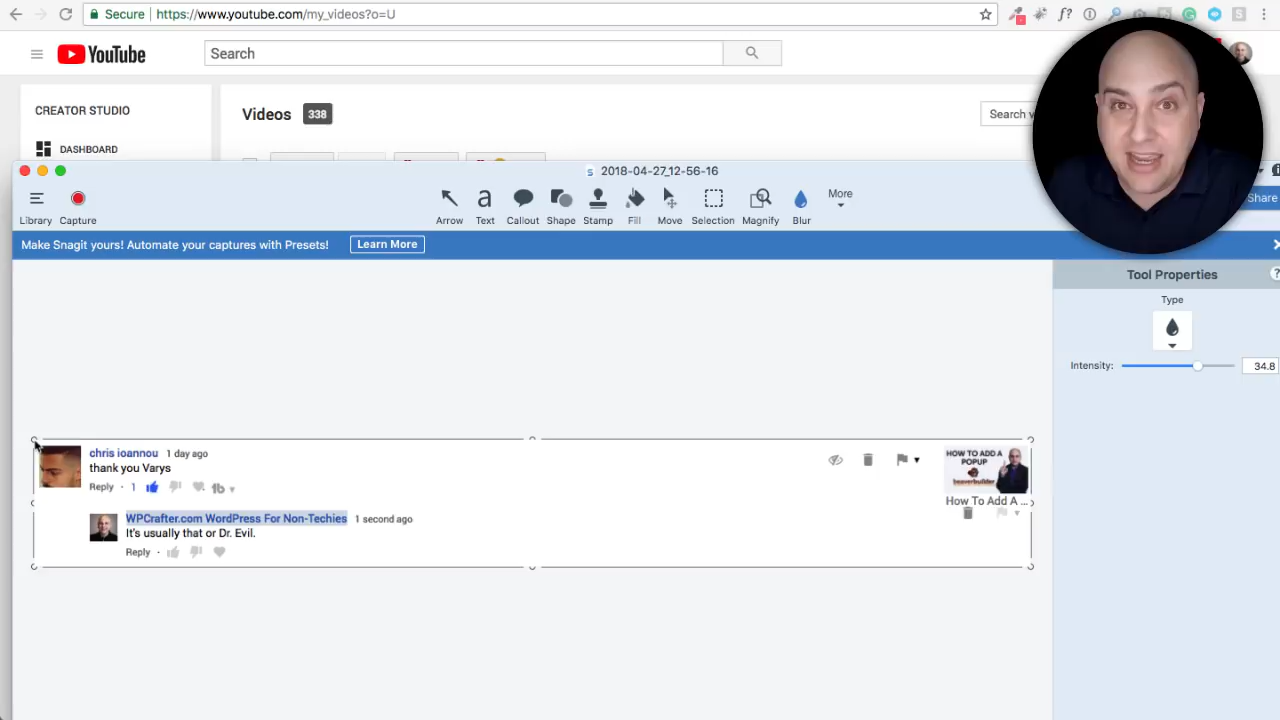 Secure https://www.youtube.com/my_videos?o=U
YouTube
Search
CREATOR STUDIO
Videos 338
Search
DASHBOARD
2018-04-27_12-56-16
Library Capture Arrow Text Callout Shape Stamp Fill Move Selection Magnify Blur More Share
Make Snagit yours! Automate your captures with Presets! Learn More
Tool Properties
Type
Intensity: 34.8
chris ioannou 1 day ago
thank you Varys
Reply · 1
HOW TO ADD A
POPUP
beaverbuilder
How To Add A ...
WPCrafter.com WordPress For Non-Techies 1 second ago
It's usually that or Dr. Evil.
Reply ·